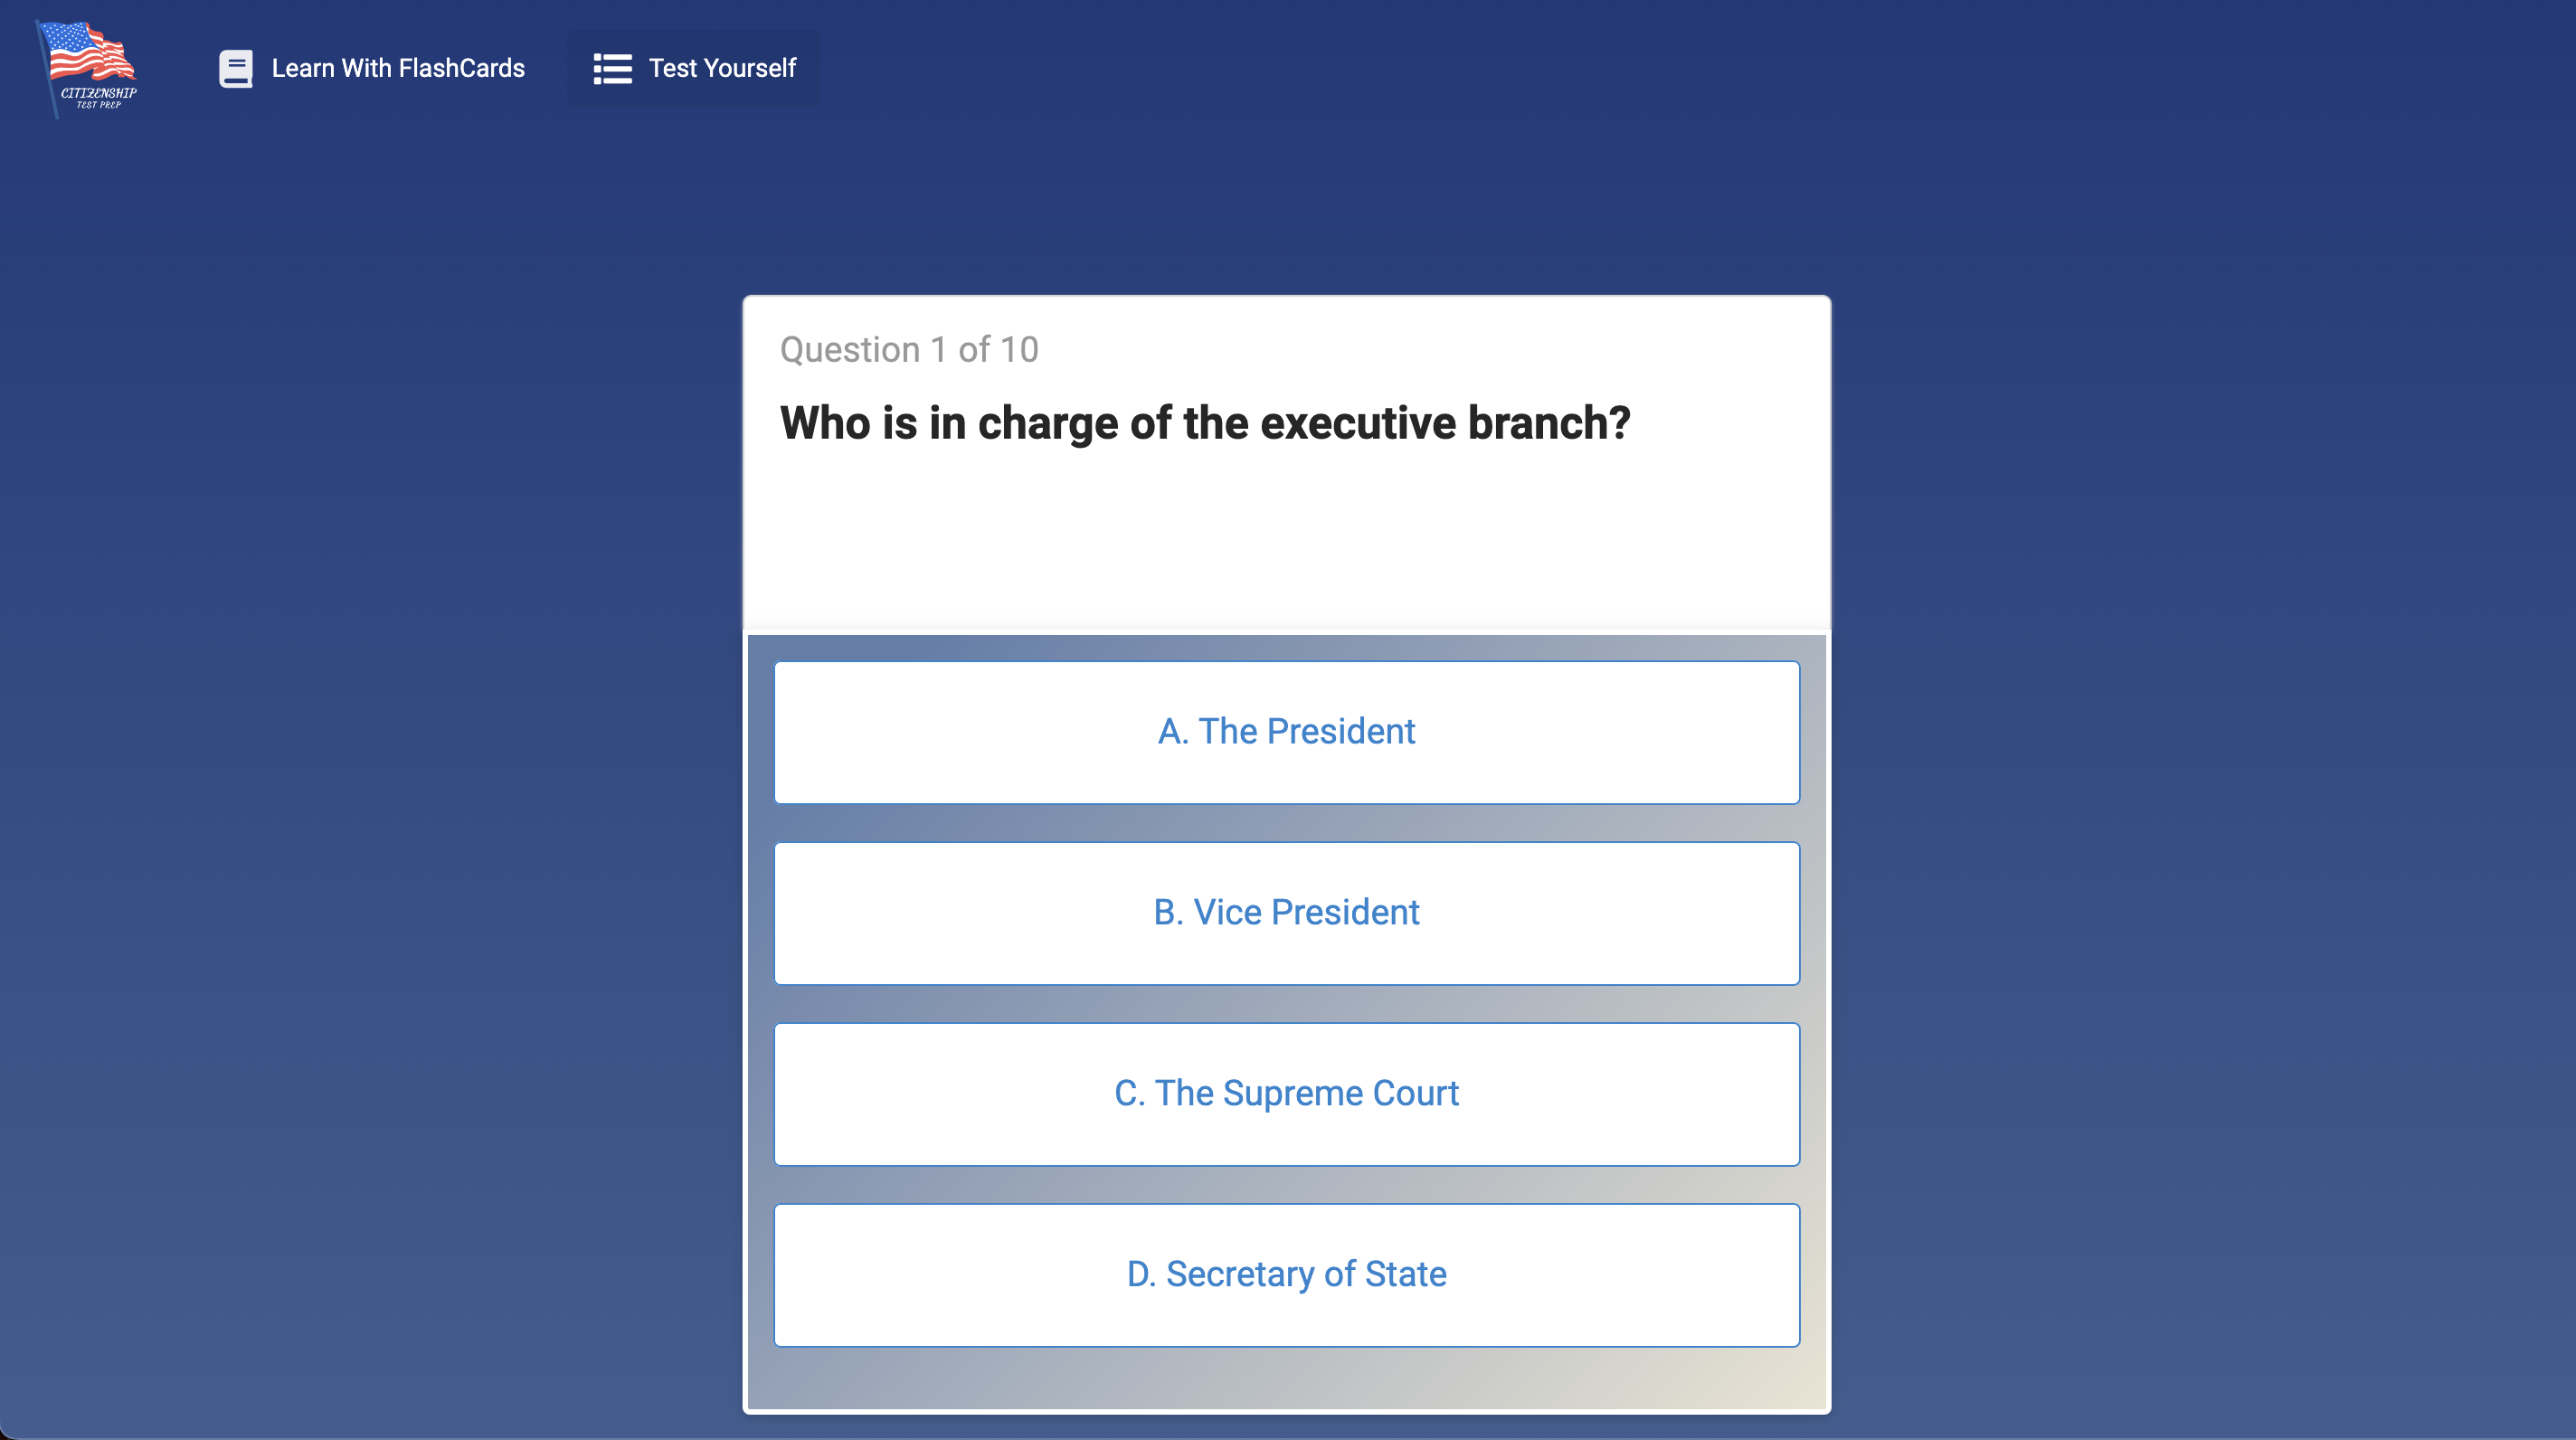 CITIZENSHIP
TEST PREP
Learn With FlashCards
Test Yourself
Question 1 of 10
Who is in charge of the executive branch?
A. The President
B. Vice President
C. The Supreme Court
D. Secretary of State